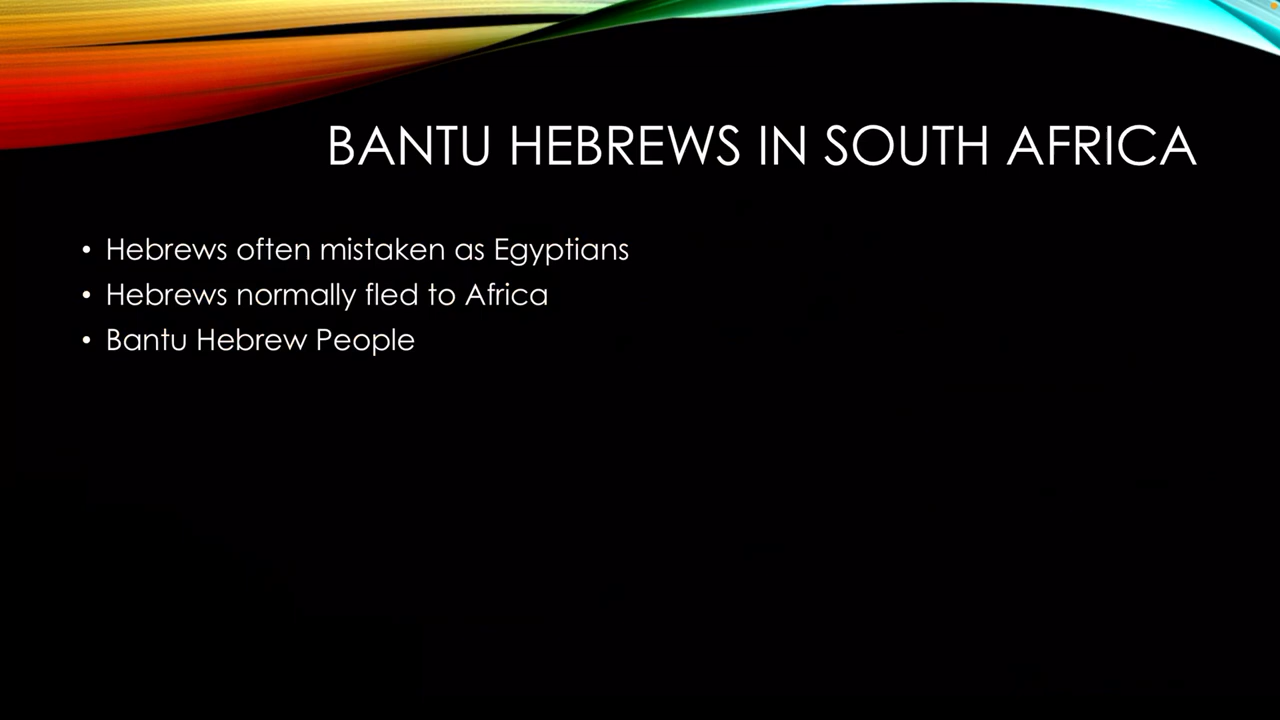 BANTU HEBREWS IN SOUTH AFRICA
• Hebrews often mistaken as Egyptians
• Hebrews normally fled to Africa
• Bantu Hebrew People